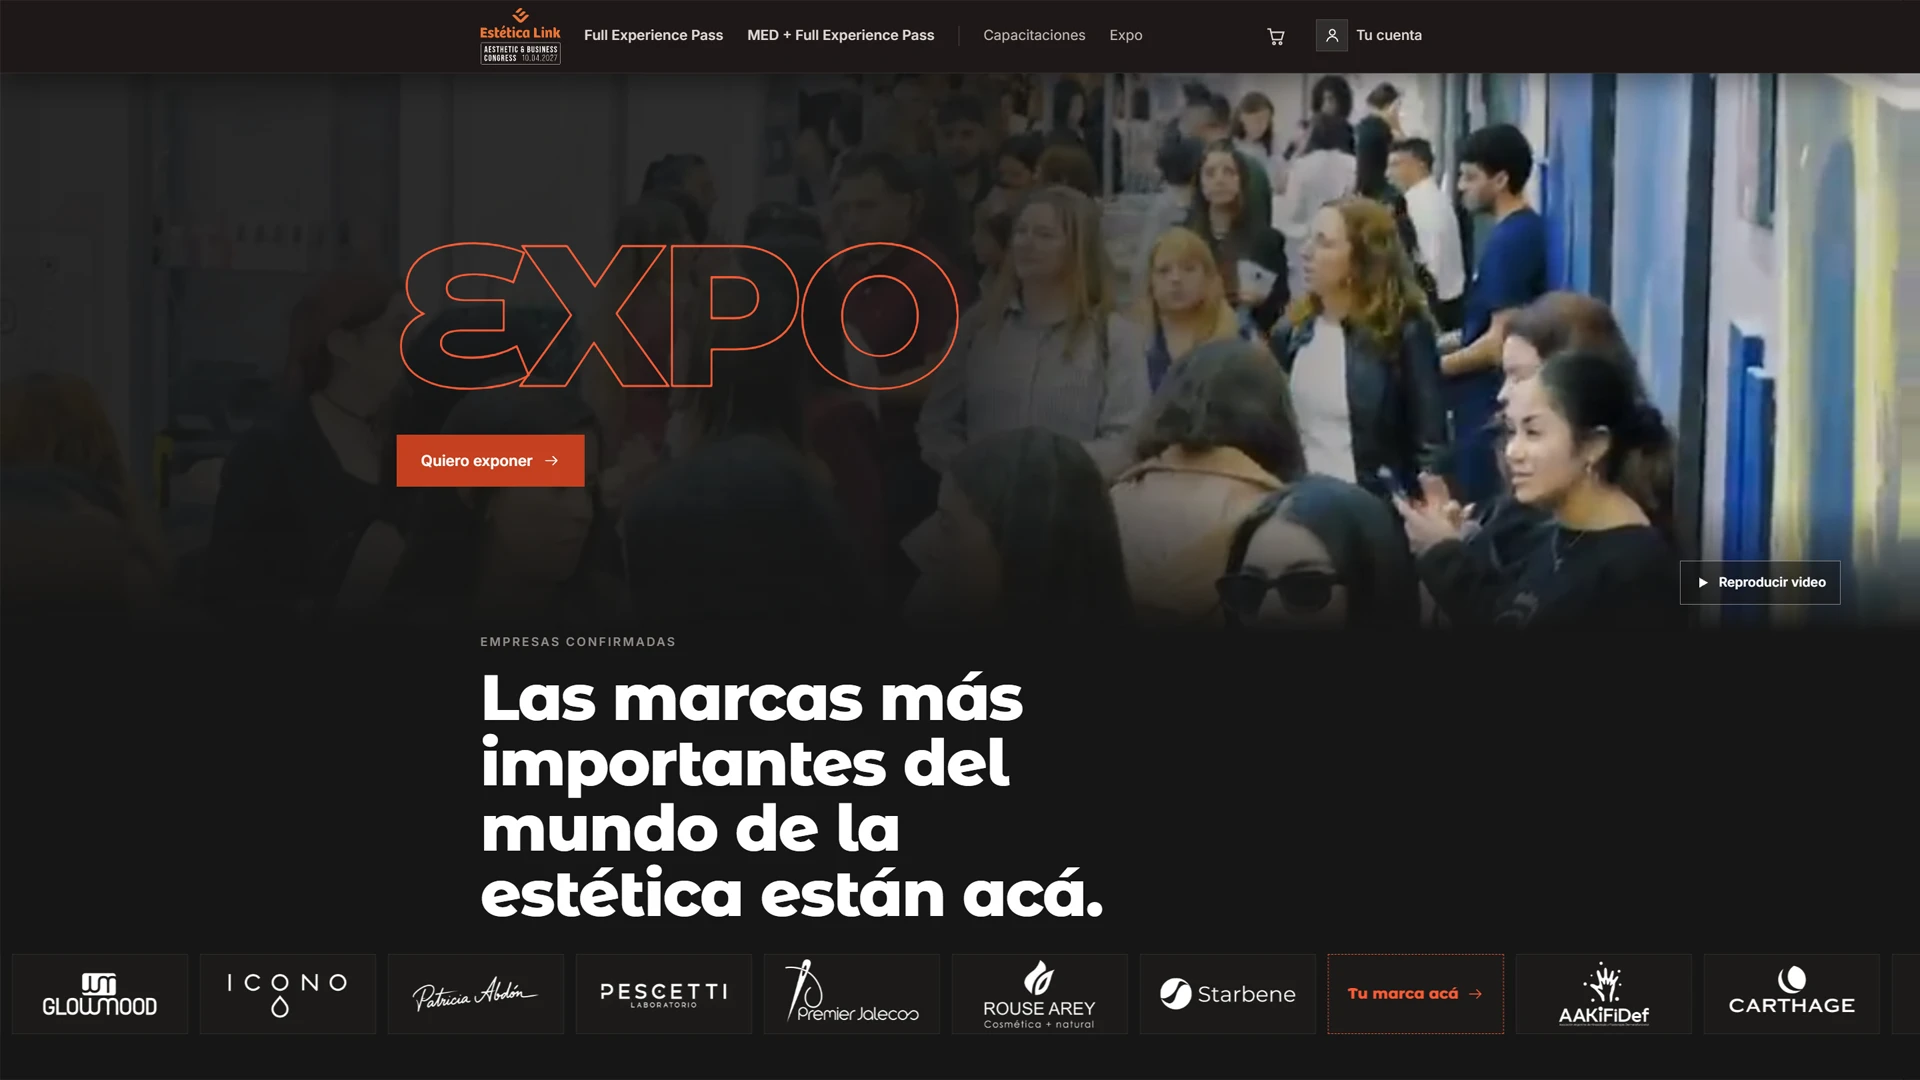 Estética Link
AESTHETIC & BUSINESS
CONGRESS 10.04.2027
Full Experience Pass
MED + Full Experience Pass
Capacitaciones
Expo
Tu cuenta
EXPO
Quiero exponer
Reproducir video
EMPRESAS CONFIRMADAS
Las marcas más
importantes del
mundo de la
estética están acá.
GLOWMOOD
ICONO
Patricia Abdón
PESCETTI
LABORATORIO
Premier Jalecos
ROUSE AREY
Cosmética + natural
Starbene
Tu marca acá
AAKiFiDef
CARTHAGE